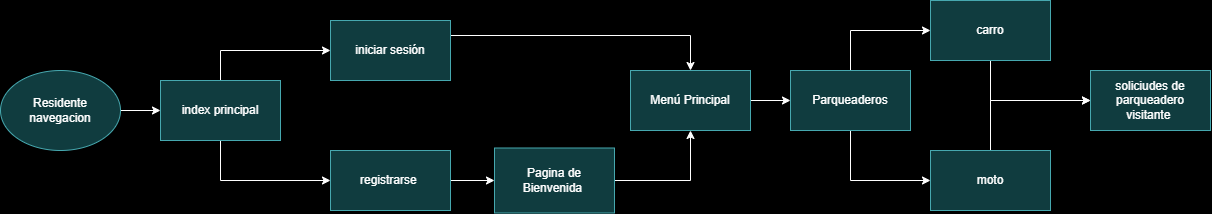 Residente
navegacion
index principal
iniciar sesión
registrarse
Pagina de
Bienvenida
Menú Principal
Parqueaderos
carro
moto
soliciudes de
parqueadero
visitante